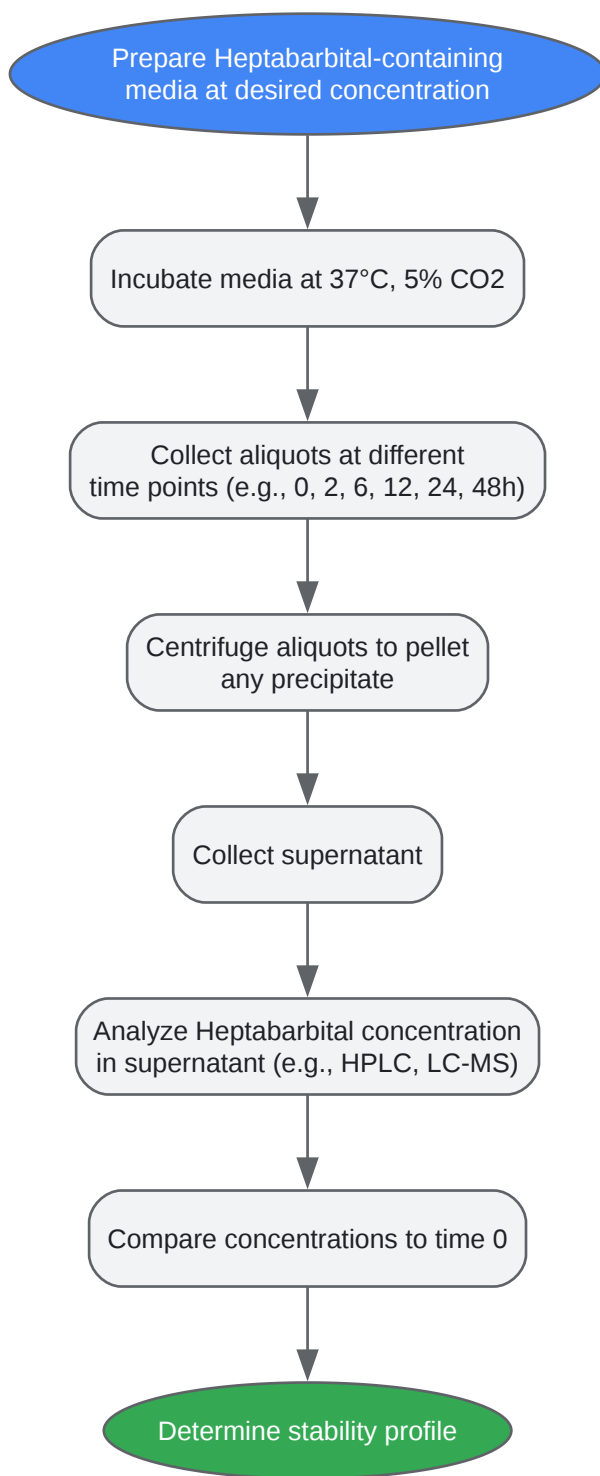 Prepare Heptabarbital-containing
media at desired concentration
Incubate media at 37°C, 5% CO2
Collect aliquots at different
time points (e.g., 0, 2, 6, 12, 24, 48h)
Centrifuge aliquots to pellet
any precipitate
Collect supernatant
Analyze Heptabarbital concentration
in supernatant (e.g., HPLC, LC-MS)
Compare concentrations to time 0
Determine stability profile